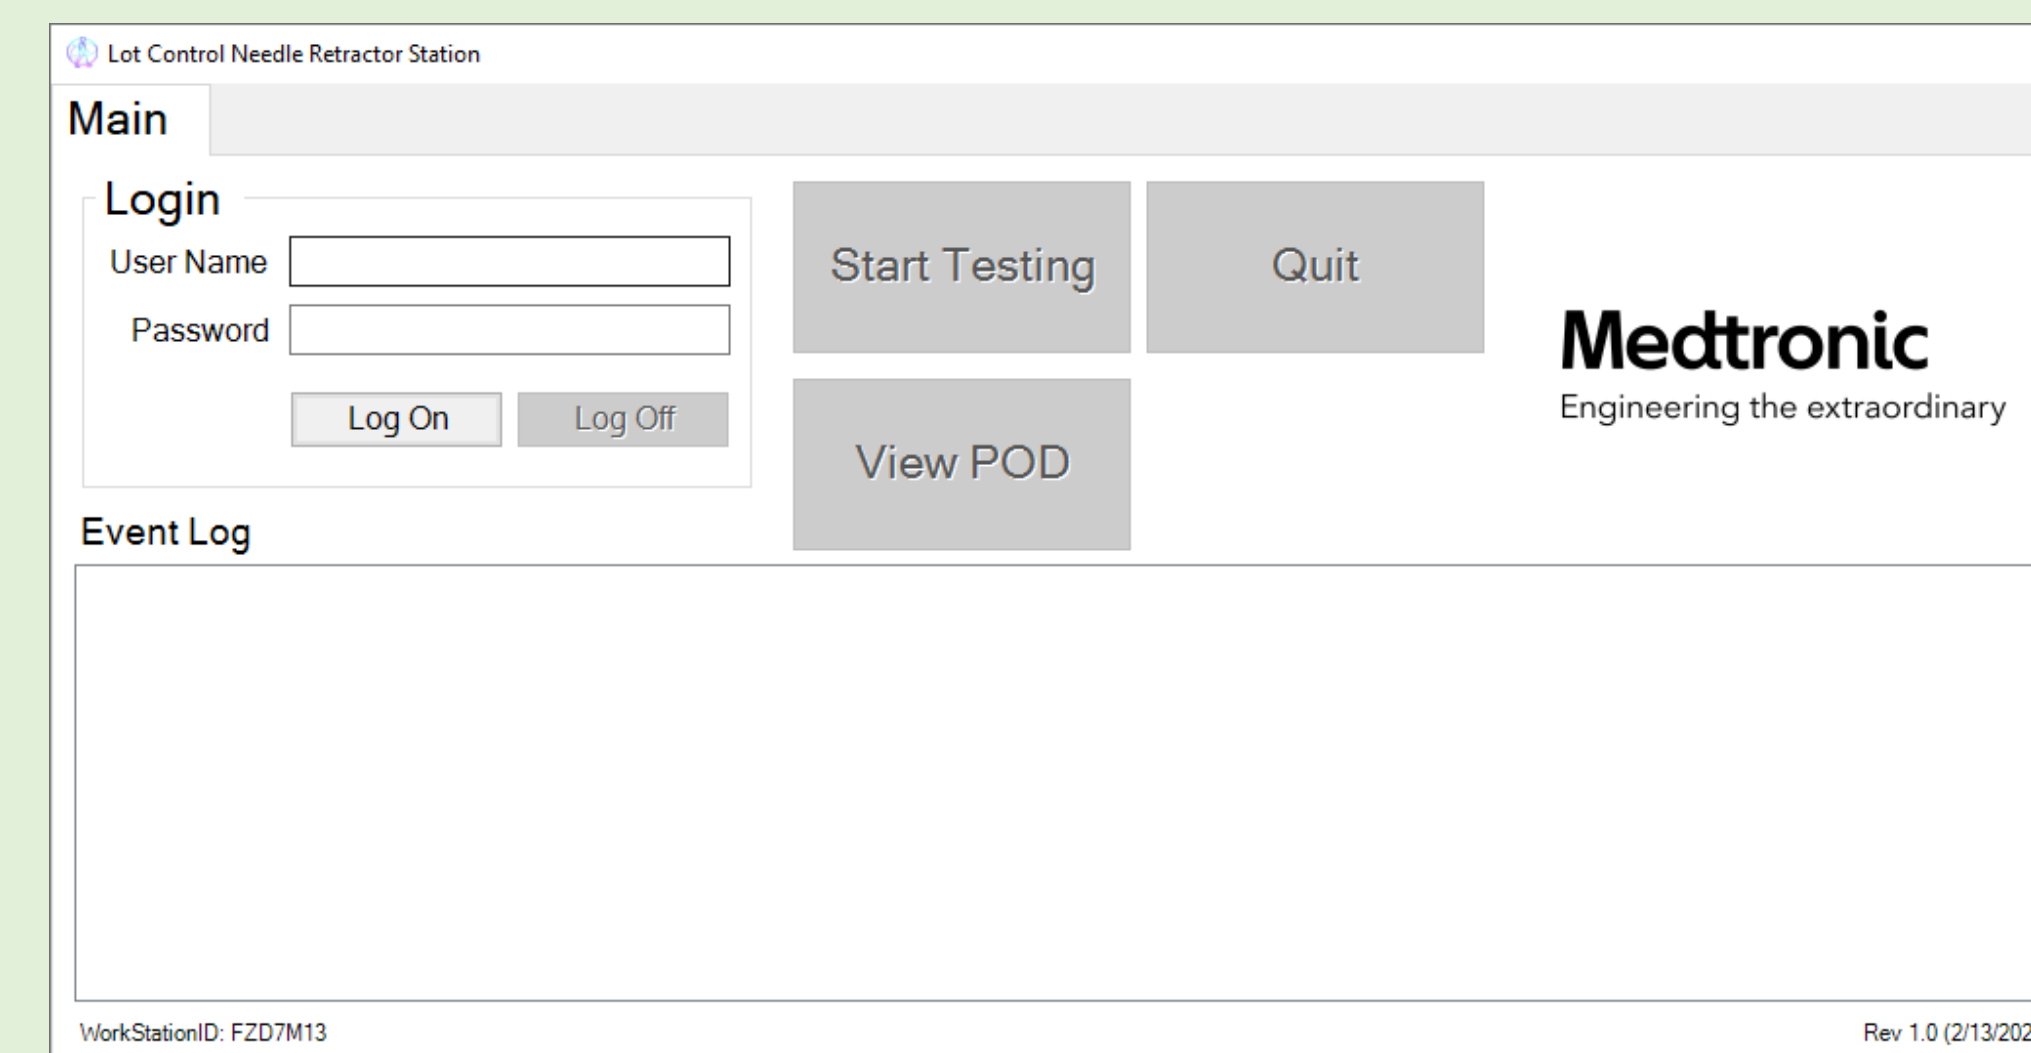 Lot Control Needle Retractor Station
Main
Login
User Name
Password
Log On Log Off
Start Testing Quit
View POD
Medtronic
Engineering the extraordinary
Event Log
WorkStationID: FZD7M13
Rev 1.0 (2/13/202